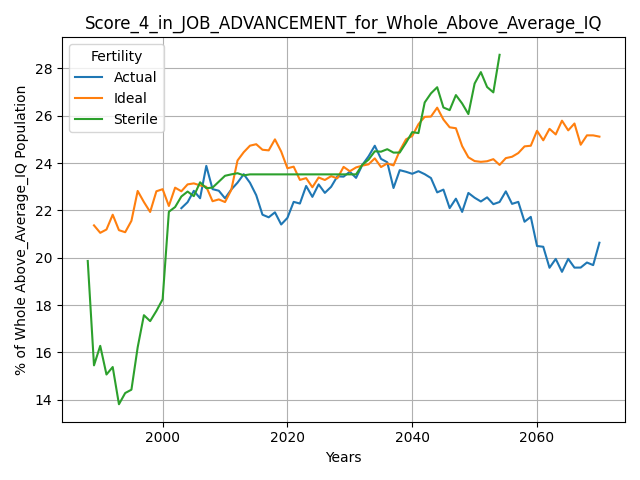 Score_4_in_JOB_ADVANCEMENT_for_Whole_Above_Average_IQ
Fertility
Actual
Ideal
Sterile
% of Whole Above_Average_IQ Population
28
26
24
22
20
18
16
14
2000
2020
2040
2060
Years